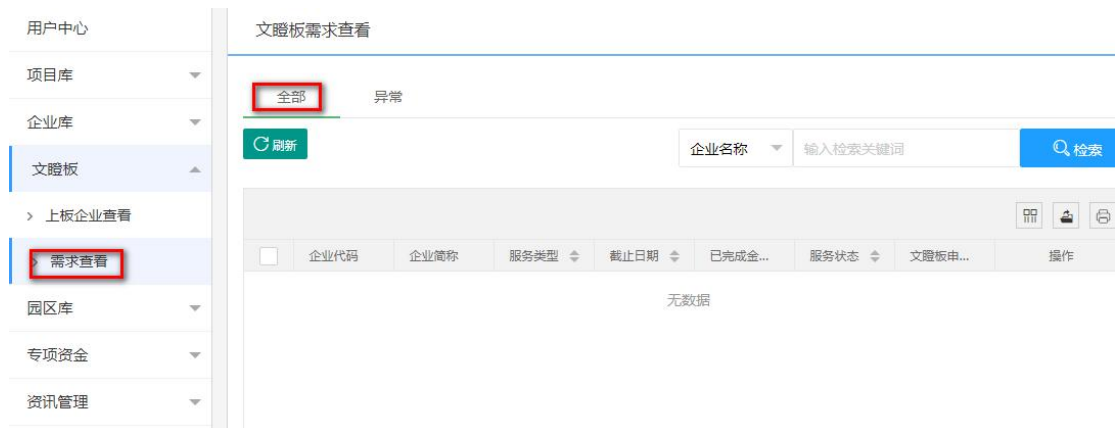 用户中心
项目库
企业库
文瞪板
上板企业查看
需求查看
园区库
专项资金
资讯管理
文瞪板需求查看
全部 异常
刷新 企业名称 输入检索关键词 检索
企业代码 企业简称 服务类型 截止日期 已完成金... 服务状态 文瞪板申... 操作
无数据